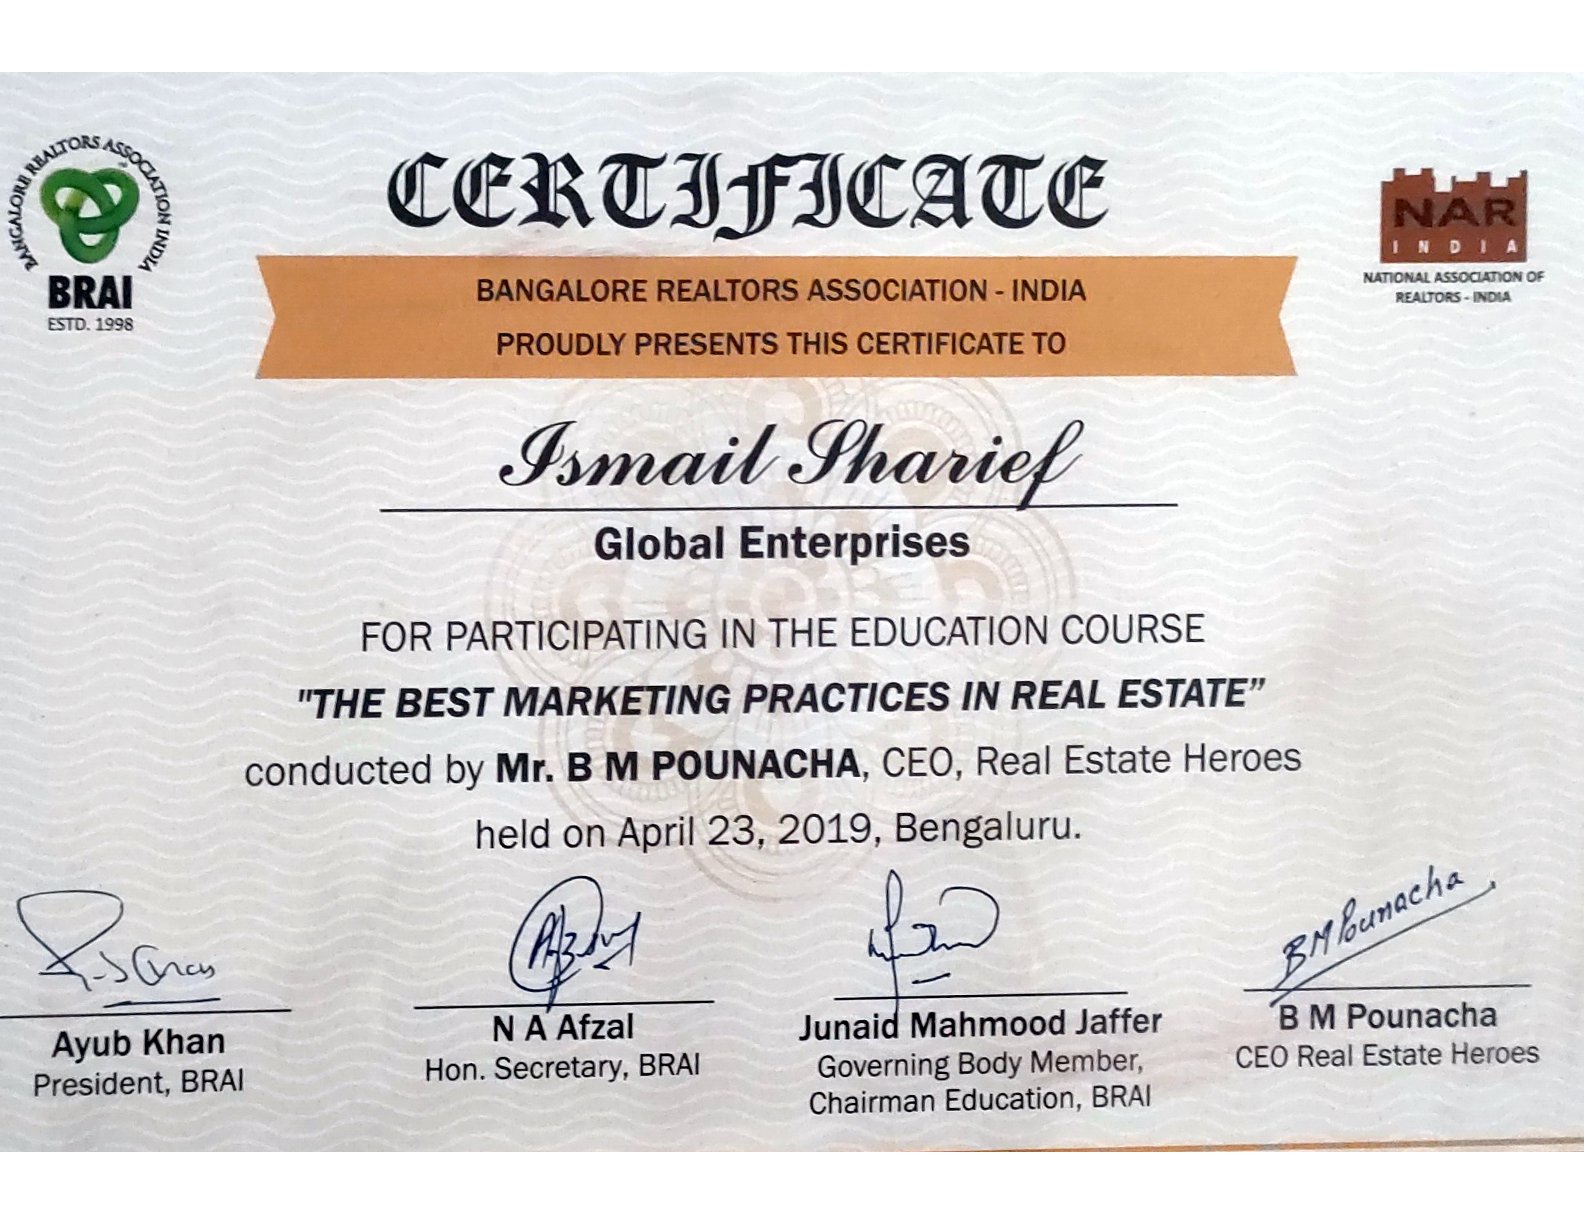 BANGALORE REALTORS ASSOCIATION INDIA
BRAI
ESTD. 1998
CERTIFICATE
NAR
INDIA
NATIONAL ASSOCIATION OF
REALTORS - INDIA
BANGALORE REALTORS ASSOCIATION - INDIA
PROUDLY PRESENTS THIS CERTIFICATE TO
Ismail Sharief
Global Enterprises
FOR PARTICIPATING IN THE EDUCATION COURSE
"THE BEST MARKETING PRACTICES IN REAL ESTATE”
conducted by Mr. B M POUNACHA, CEO, Real Estate Heroes
held on April 23, 2019, Bengaluru.
BM Pounacha
Ayub Khan
President, BRAI
N A Afzal
Hon. Secretary, BRAI
Junaid Mahmood Jaffer
Governing Body Member,
Chairman Education, BRAI
B M Pounacha
CEO Real Estate Heroes